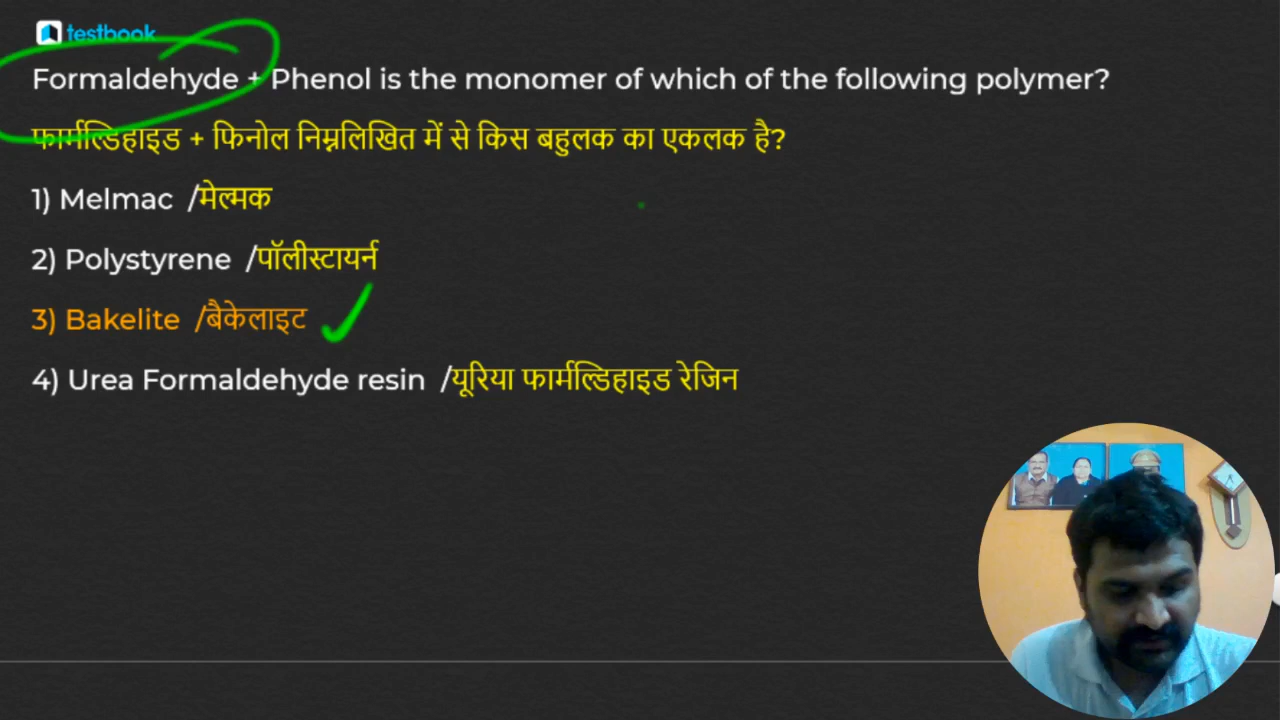 testbook
Formaldehyde + Phenol is the monomer of which of the following polymer?
फार्मल्डिहाइड + फिनोल निम्नलिखित में से किस बहुलक का एकलक है?
1) Melmac /मेल्मक
2) Polystyrene /पॉलीस्टायर्न
3) Bakelite /बैकेलाइट
4) Urea Formaldehyde resin /यूरिया फार्मल्डिहाइड रेजिन